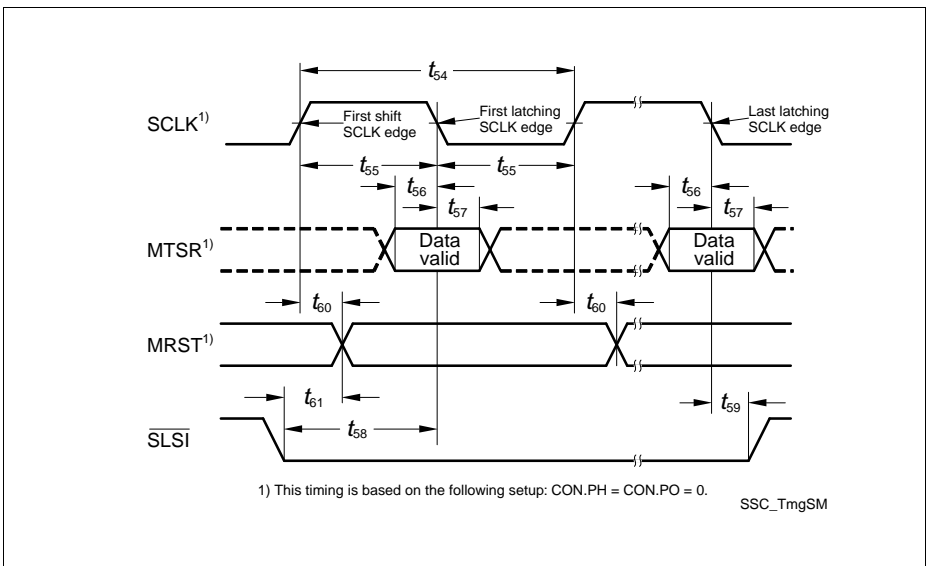 t54
SCLK1)
First shift
SCLK edge
First latching
SCLK edge
Last latching
SCLK edge
t55
t55
t56
t56
t57
t57
MTSR1)
Data
valid
Data
valid
t60
t60
MRST1)
t61
t59
t58
SLSI
1) This timing is based on the following setup: CON.PH = CON.PO = 0.
SSC_TmgSM